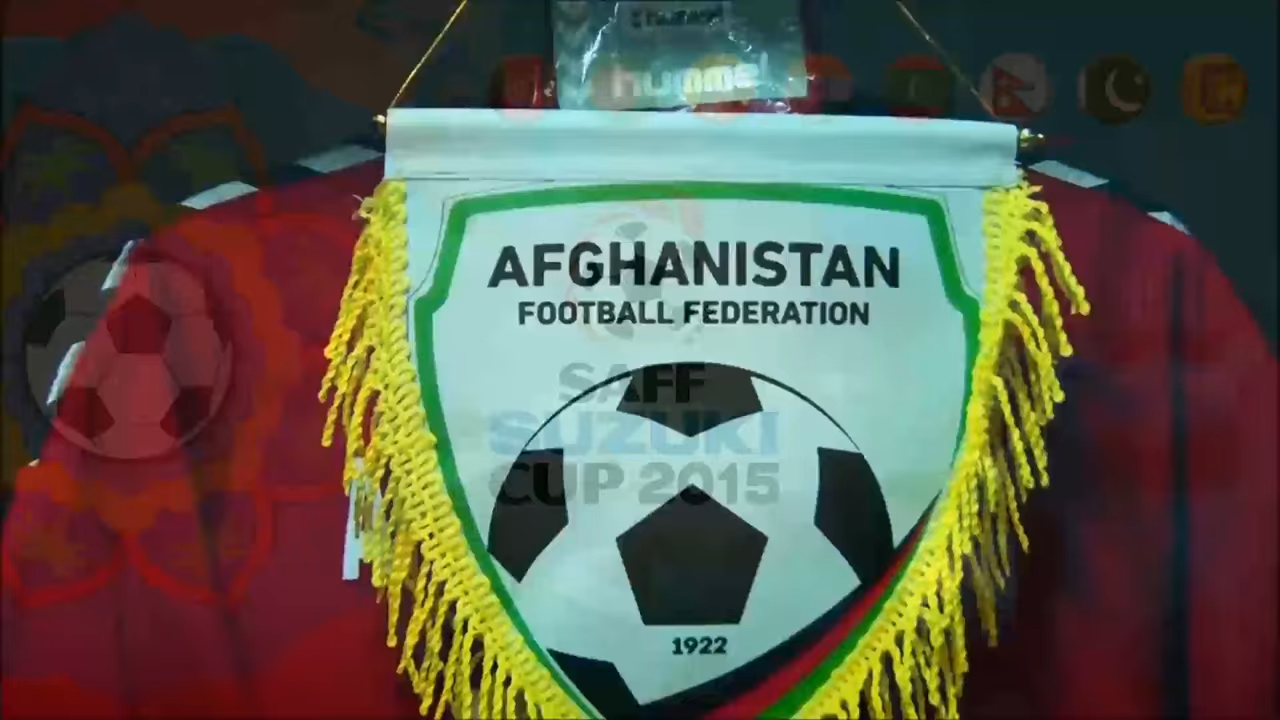 hummel
AFGHANISTAN
FOOTBALL FEDERATION
SAFF
SUZUKI
CUP 2015
1922